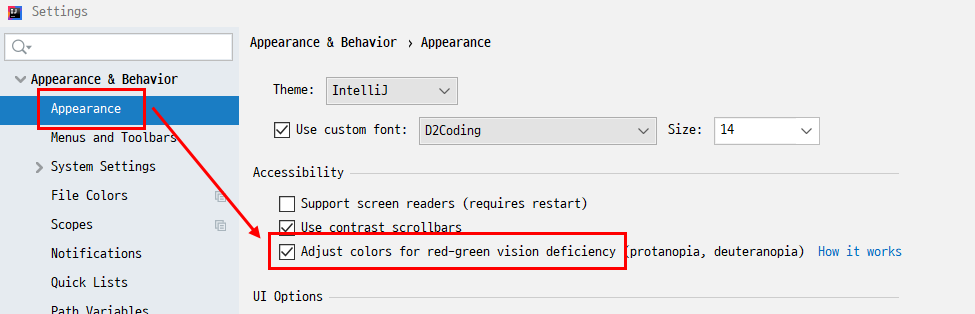 Settings
Appearance & Behavior › Appearance
Appearance & Behavior
Appearance
Menus and Toolbars
System Settings
File Colors
Scopes
Notifications
Quick Lists
Path Variables
Theme: IntelliJ
Use custom font: D2Coding Size: 14
Accessibility
Support screen readers (requires restart)
Use contrast scrollbars
Adjust colors for red-green vision deficiency (protanopia, deuteranopia) How it works
UI Options